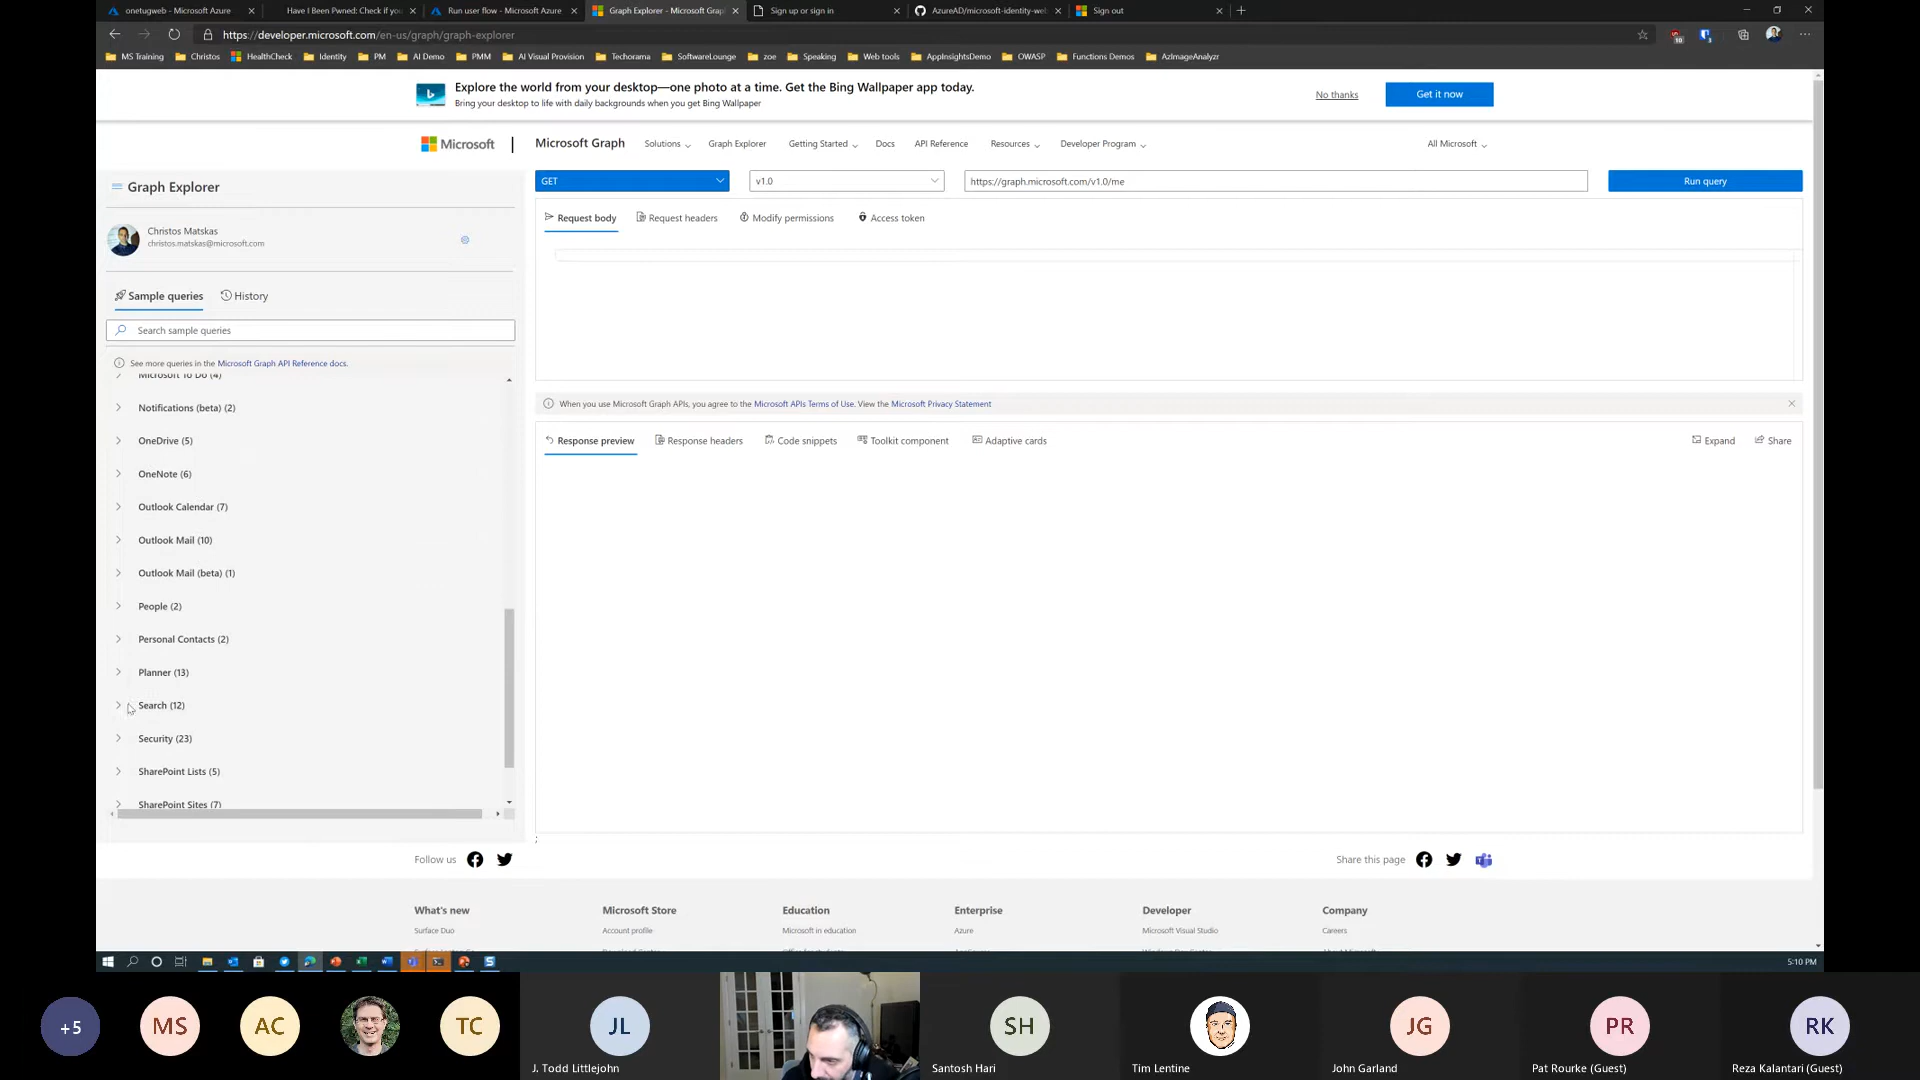 onetugweb - Microsoft Azure
Have I Been Pwned: Check if you
Run user flow - Microsoft Azure
Graph Explorer - Microsoft Grap
Sign up or sign in
AzureAD/microsoft-identity-web
Sign out
https://developer.microsoft.com/en-us/graph/graph-explorer
MS Training
Christos
HealthCheck
Identity
PM
AI Demo
PMM
AI Visual Provision
Techorama
SoftwareLounge
zoe
Speaking
Web tools
AppInsightsDemo
OWASP
Functions Demos
AzImageAnalyzr
Explore the world from your desktop—one photo at a time. Get the Bing Wallpaper app today.
Bring your desktop to life with daily backgrounds when you get Bing Wallpaper
No thanks
Get it now
Microsoft
Microsoft Graph
Solutions
Graph Explorer
Getting Started
Docs
API Reference
Resources
Developer Program
All Microsoft
Graph Explorer
GET
v1.0
https://graph.microsoft.com/v1.0/me
Run query
Christos Matskas
christos.matskas@microsoft.com
Request body
Request headers
Modify permissions
Access token
Sample queries
History
Search sample queries
See more queries in the Microsoft Graph API Reference docs.
Microsoft To Do (4)
Notifications (beta) (2)
OneDrive (5)
OneNote (6)
Outlook Calendar (7)
Outlook Mail (10)
Outlook Mail (beta) (1)
People (2)
Personal Contacts (2)
Planner (13)
Search (12)
Security (23)
SharePoint Lists (5)
SharePoint Sites (7)
When you use Microsoft Graph APIs, you agree to the Microsoft APIs Terms of Use. View the Microsoft Privacy Statement
Response preview
Response headers
Code snippets
Toolkit component
Adaptive cards
Expand
Share
;
Follow us
Share this page
What's new
Microsoft Store
Education
Enterprise
Developer
Company
Surface Duo
Account profile
Microsoft in education
Azure
Microsoft Visual Studio
Careers
5:10 PM
+5
MS
AC
TC
JL
SH
JG
PR
RK
J. Todd Littlejohn
Santosh Hari
Tim Lentine
John Garland
Pat Rourke (Guest)
Reza Kalantari (Guest)